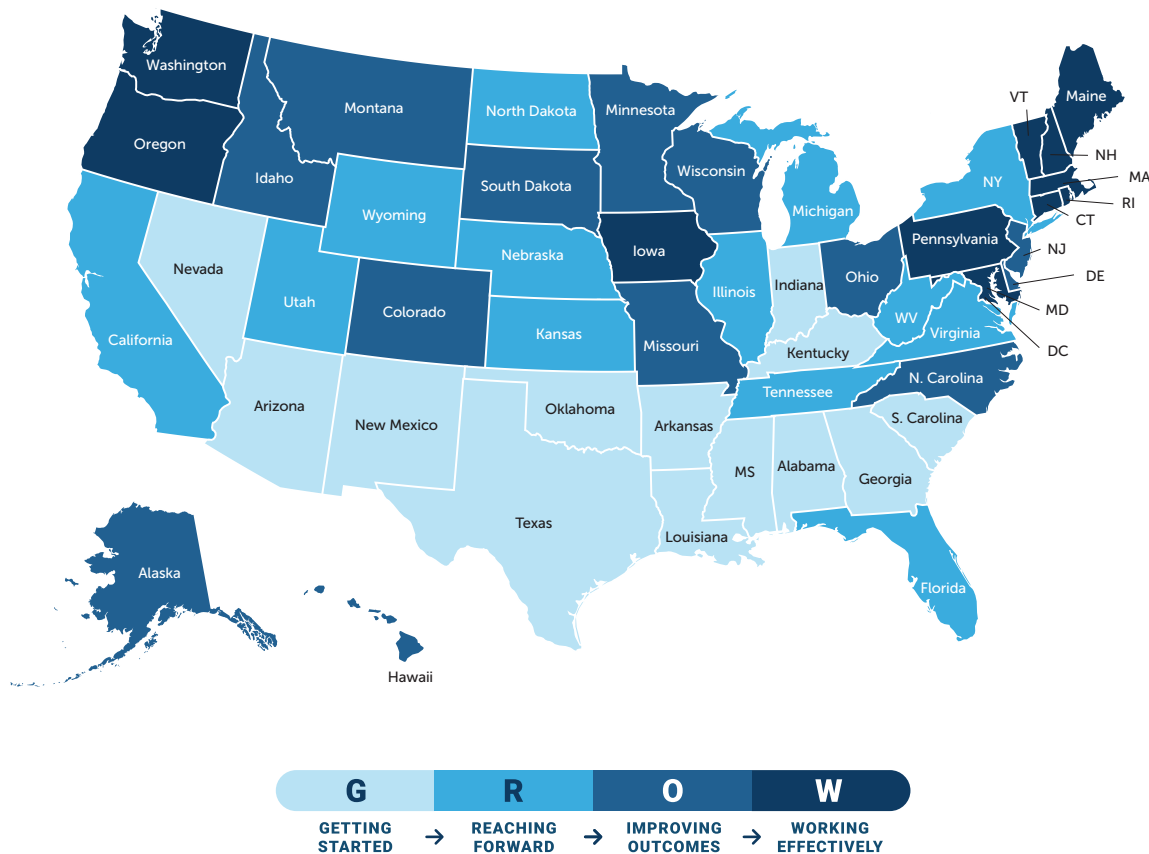 Washington
Maine
VT
Montana
North Dakota
Minnesota
Oregon
NH
Wisconsin
MA
Idaho
South Dakota
NY
RI
Wyoming
Michigan
CT
Pennsylvania
NJ
Iowa
Nebraska
Nevada
DE
Ohio
Indiana
Illinois
Utah
MD
Colorado
WV
Virginia
California
Kansas
Missouri
DC
Kentucky
N. Carolina
Tennessee
Arizona
Oklahoma
S. Carolina
New Mexico
Arkansas
MS
Alabama
Georgia
Texas
Louisiana
Alaska
Florida
Hawaii
G R O W
GETTING REACHING IMPROVING WORKING
STARTED FORWARD OUTCOMES EFFECTIVELY